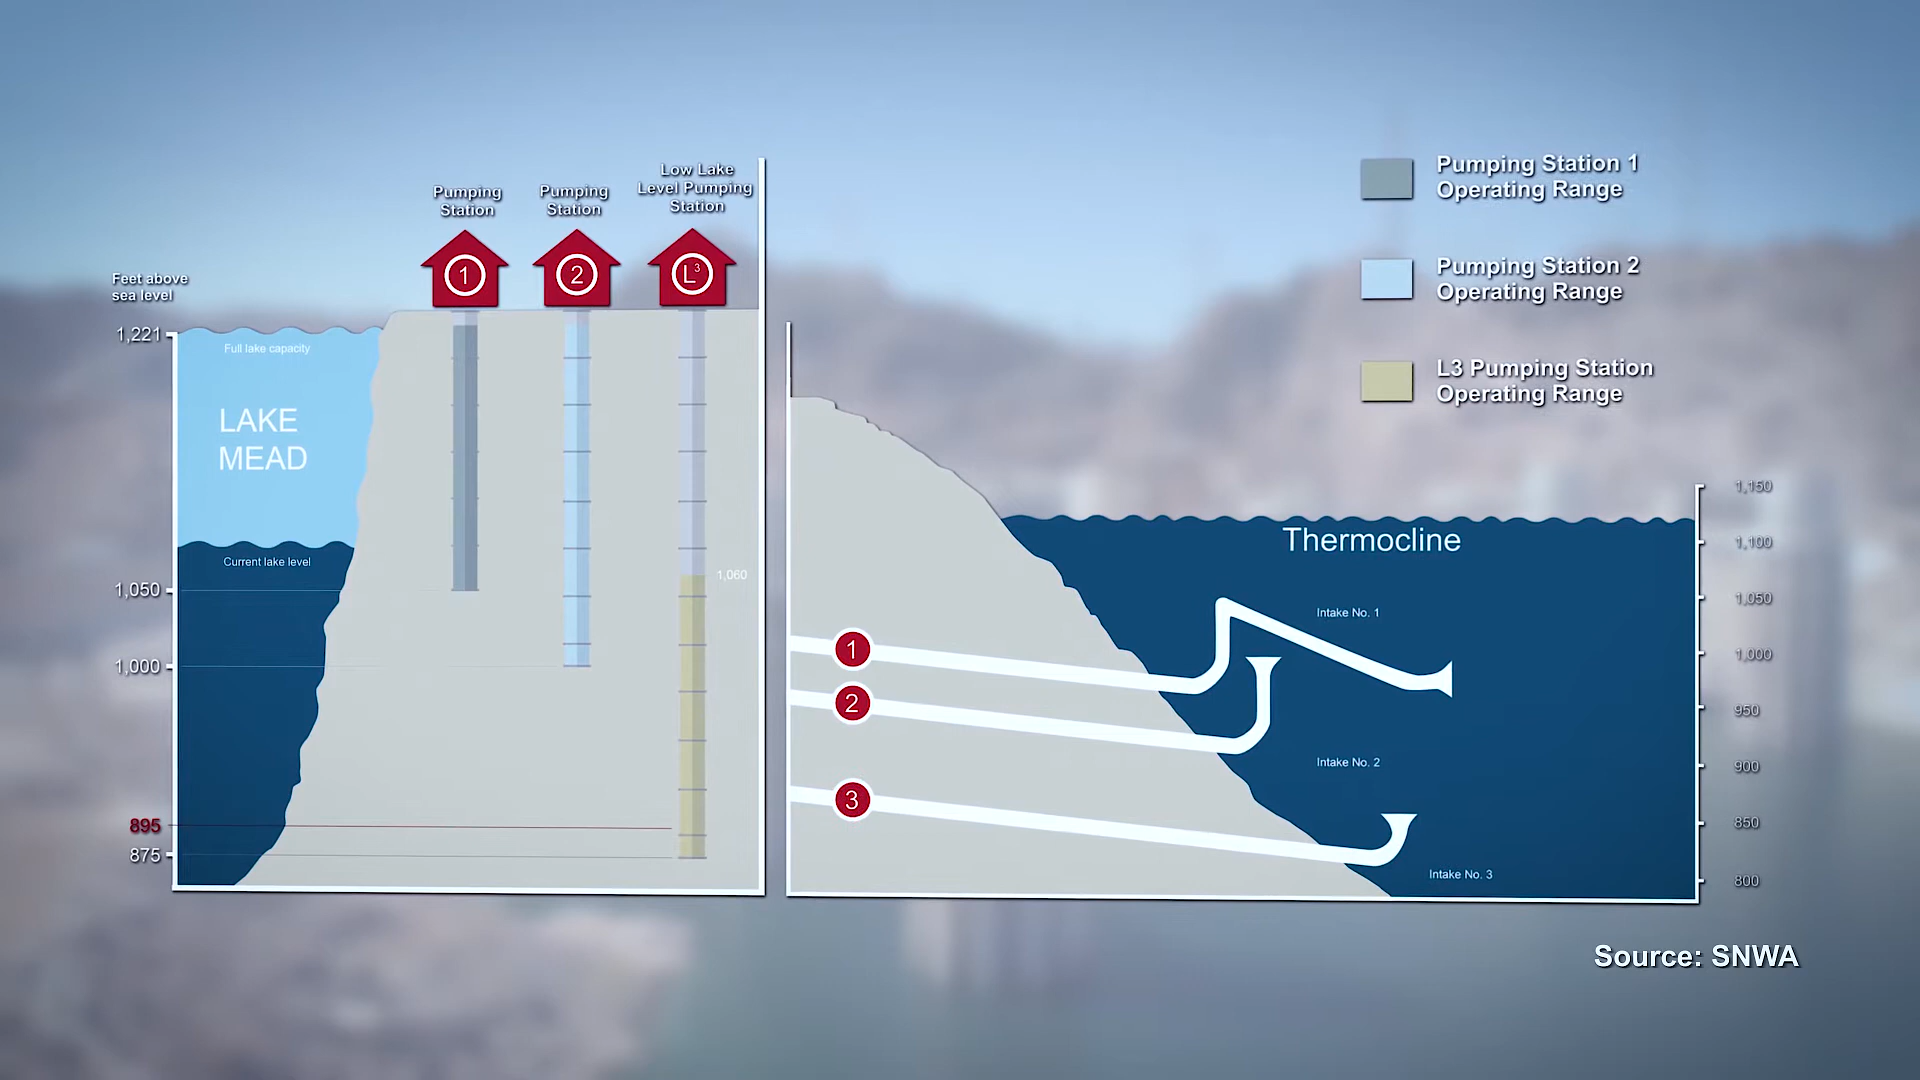 Pumping
Station
Pumping
Station
Low Lake
Level Pumping
Station
1
2
L3
Feet above
sea level
1,221
Full lake capacity
LAKE
MEAD
Current lake level
1,050
1,000
895
875
1,060
Pumping Station 1
Operating Range
Pumping Station 2
Operating Range
L3 Pumping Station
Operating Range
Thermocline
Intake No. 1
Intake No. 2
Intake No. 3
1
2
3
1,150
1,100
1,050
1,000
950
900
850
800
Source: SNWA